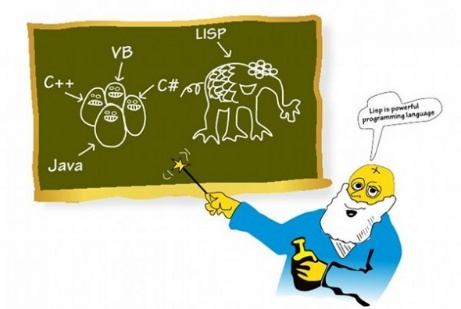 LISP
VB
C++
C#
Java
Lisp is powerful
programming language